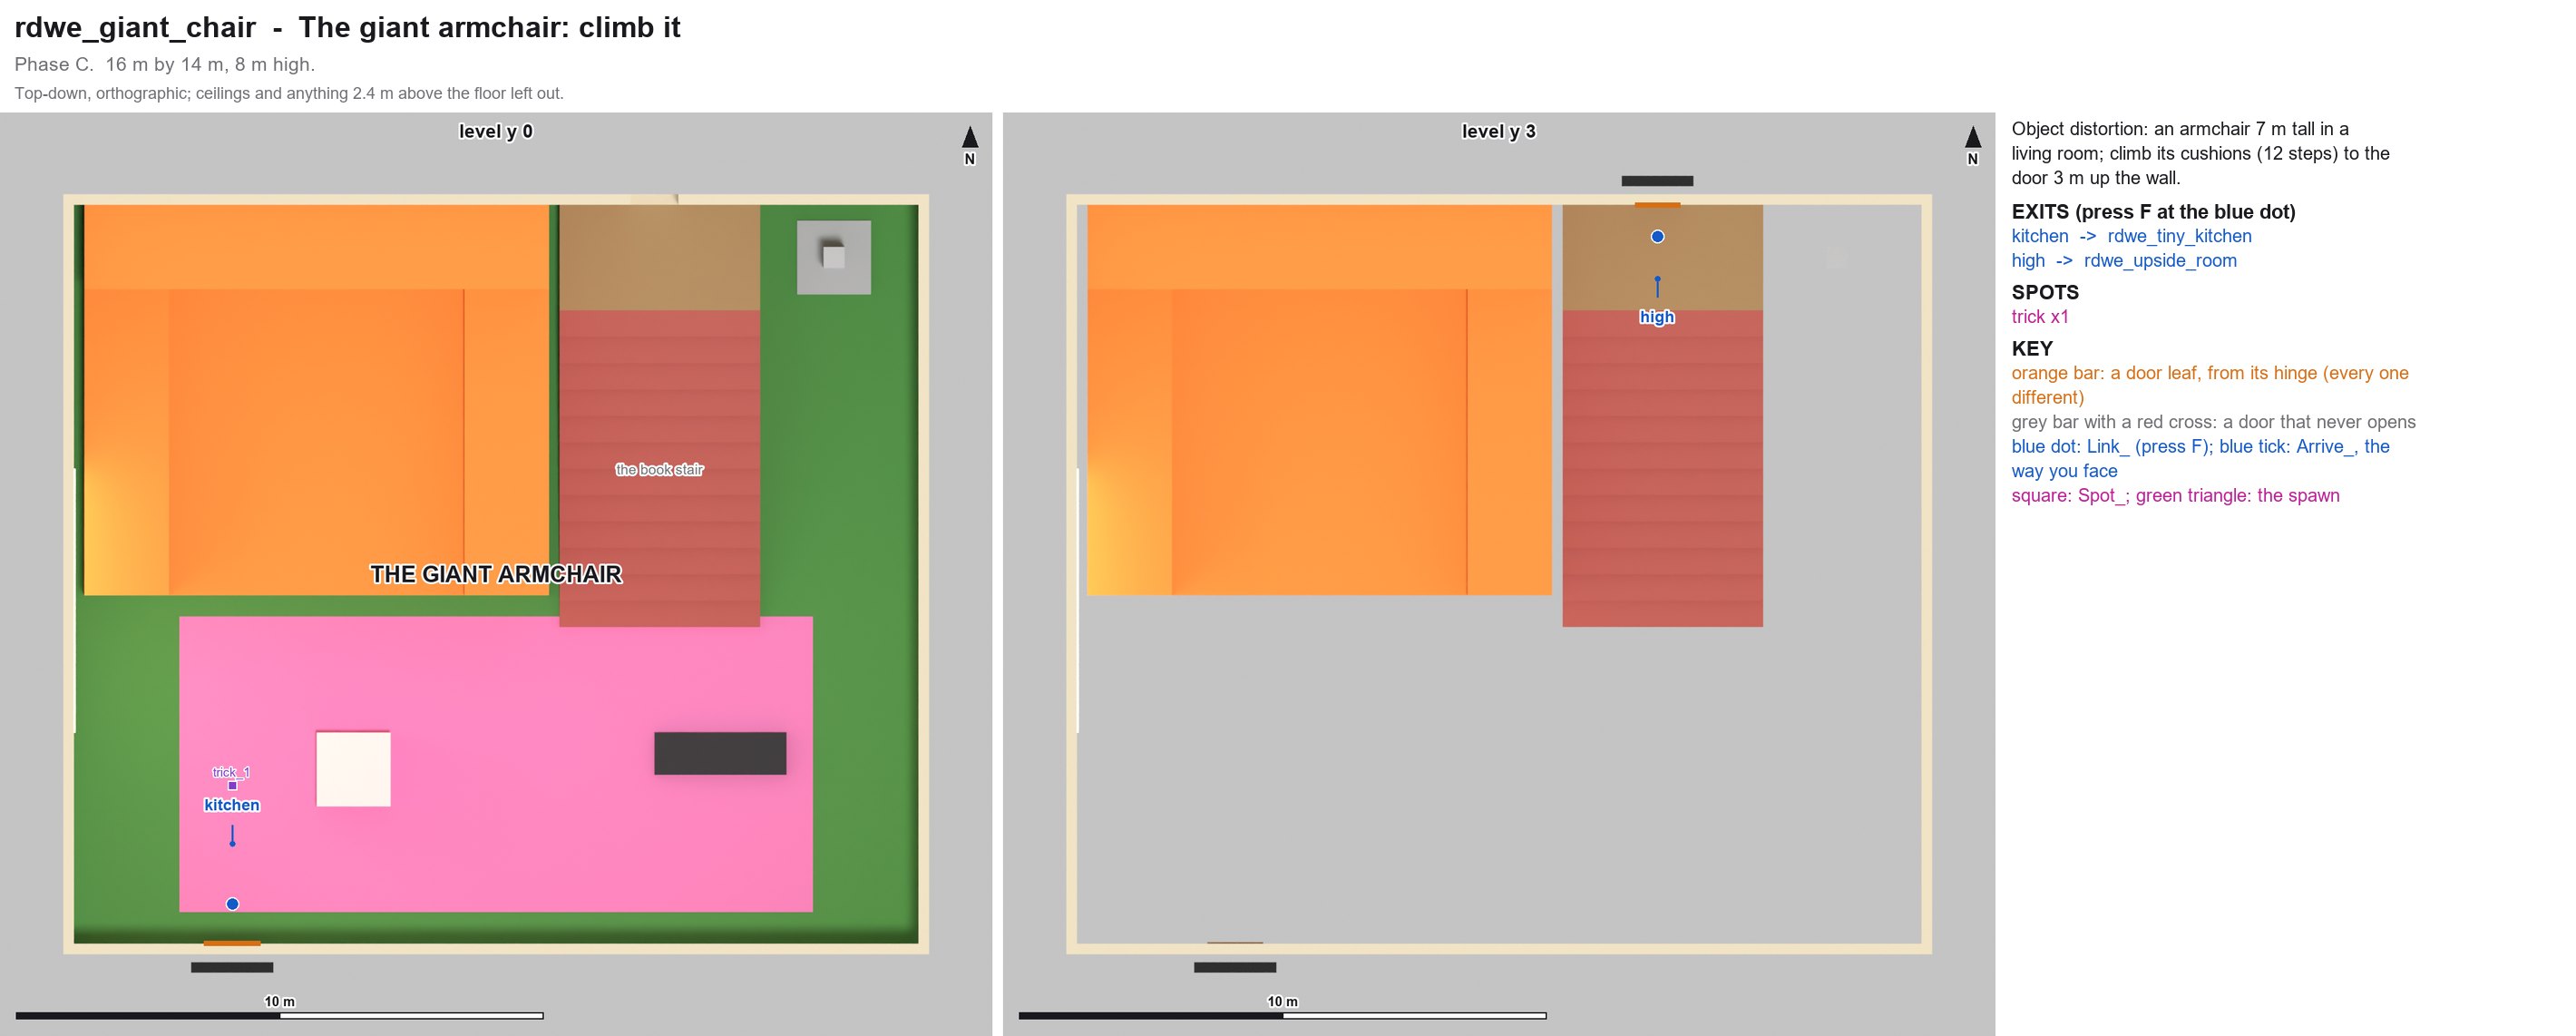 rdwe_giant_chair - The giant armchair: climb it
Phase C. 16 m by 14 m, 8 m high.
Top-down, orthographic; ceilings and anything 2.4 m above the floor left out.
level y 0
N
the book stair
THE GIANT ARMCHAIR
trick_1
kitchen
10 m
level y 3
N
high
10 m
Object distortion: an armchair 7 m tall in a
living room; climb its cushions (12 steps) to the
door 3 m up the wall.
EXITS (press F at the blue dot)
kitchen -> rdwe_tiny_kitchen
high -> rdwe_upside_room
SPOTS
trick x1
KEY
orange bar: a door leaf, from its hinge (every one
different)
grey bar with a red cross: a door that never opens
blue dot: Link_ (press F); blue tick: Arrive_, the
way you face
square: Spot_; green triangle: the spawn